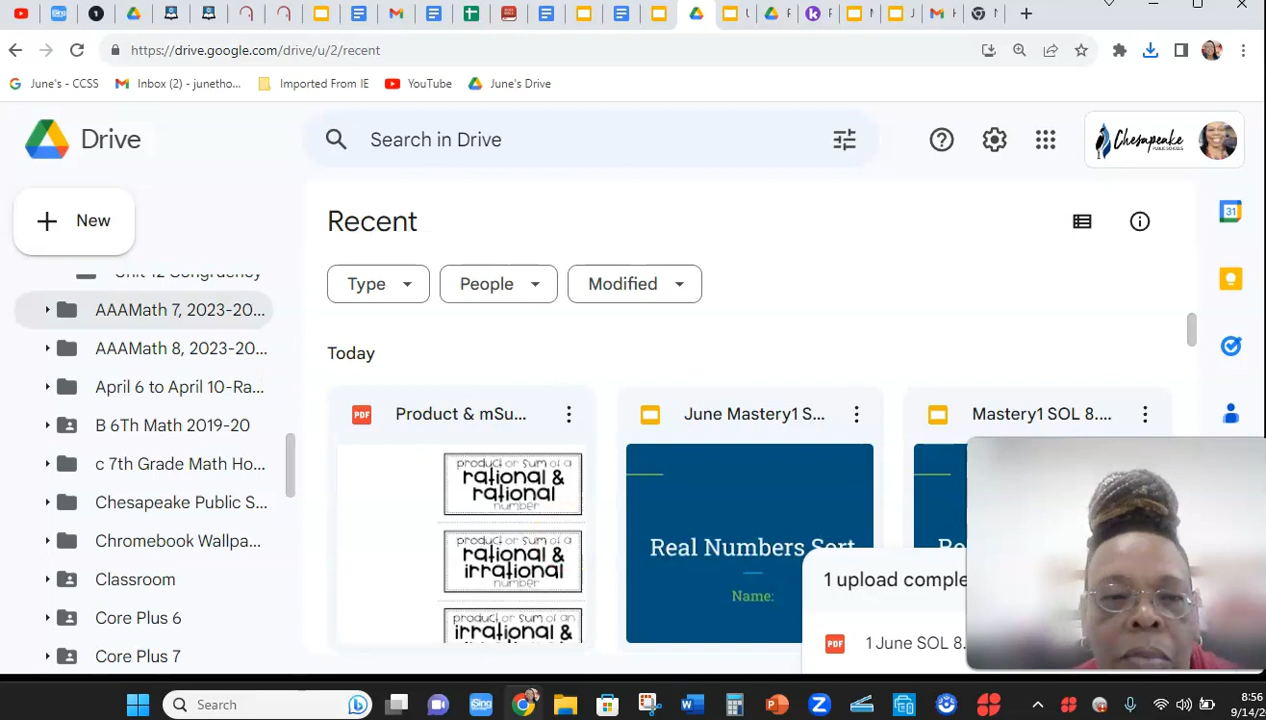 https://drive.google.com/drive/u/2/recent
June's - CCSS
Inbox (2) - junetho...
Imported From IE
YouTube
June's Drive
Drive
Search in Drive
Chesapeake
PUBLIC SCHOOLS
New
Recent
Type
People
Modified
Unit 12 Congruency
AAAMath 7, 2023-20...
AAAMath 8, 2023-20...
April 6 to April 10-Ra...
B 6Th Math 2019-20
c 7th Grade Math Ho...
Chesapeake Public S...
Chromebook Wallpa...
Classroom
Core Plus 6
Core Plus 7
Today
Product & mSu...
June Mastery1 S...
Mastery1 SOL 8....
product or sum of a
rational &
rational
number
product or sum of a
rational &
irrational
number
product or sum of an
irrational &
Real Numbers Sort
Name:
1 upload comple
1 June SOL 8.
31
Search
8:56
9/14/2